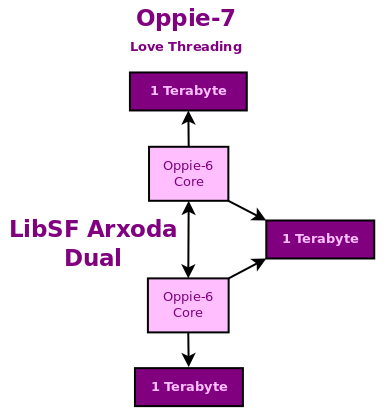 Oppie-7
Love Threading
1 Terabyte
Oppie-6
Core
LibSF Arxoda
Dual
1 Terabyte
Oppie-6
Core
1 Terabyte